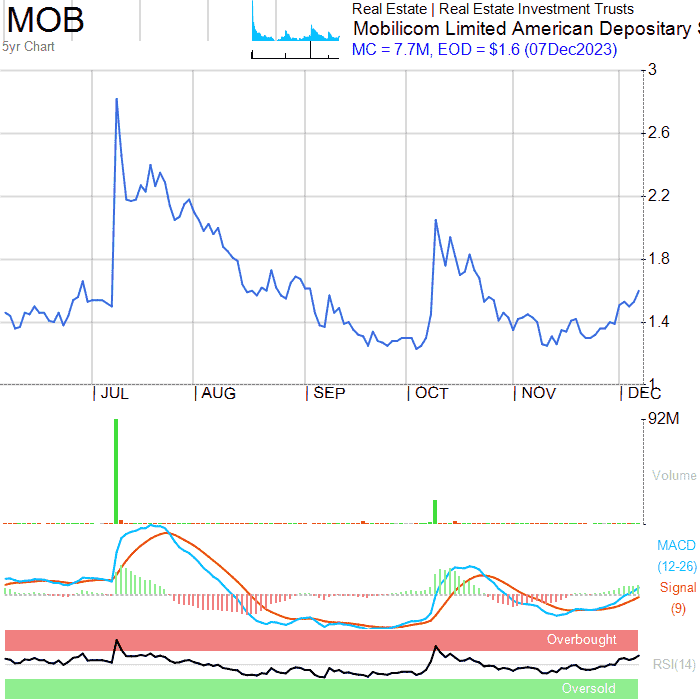 MOB
5yr Chart
Real Estate | Real Estate Investment Trusts
Mobilicom Limited American Depositary S
MC = 7.7M, EOD = $1.6 (07Dec2023)
3
2.6
2.2
1.8
1.4
1
JUL AUG SEP OCT NOV DEC
92M
Volume
MACD
(12-26)
Signal
(9)
Overbought
RSI(14)
Oversold